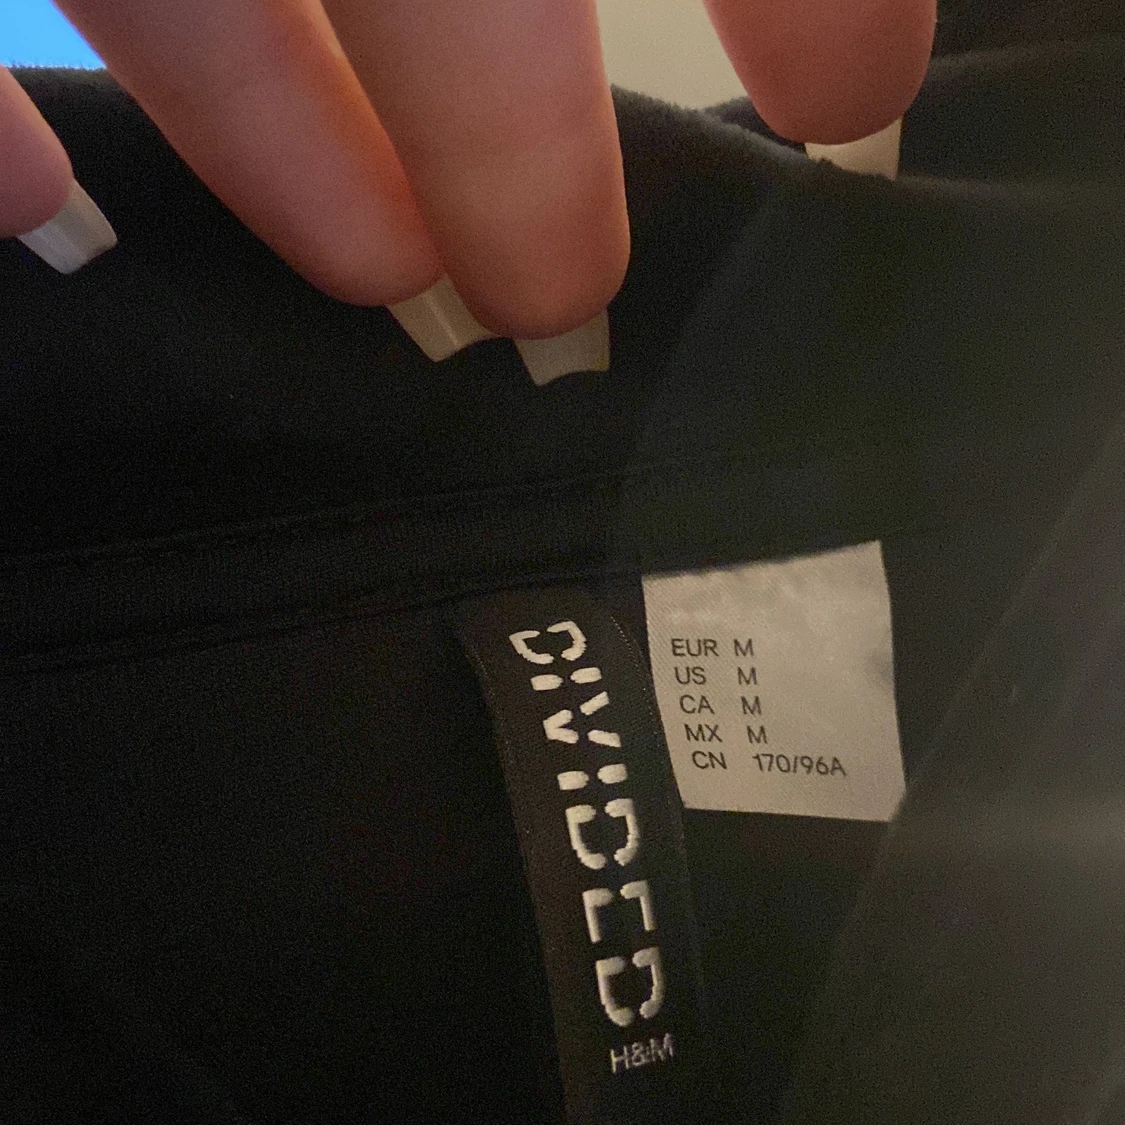 DIVIDED
H&M
EUR M
US M
CA M
MX M
CN 170/96A